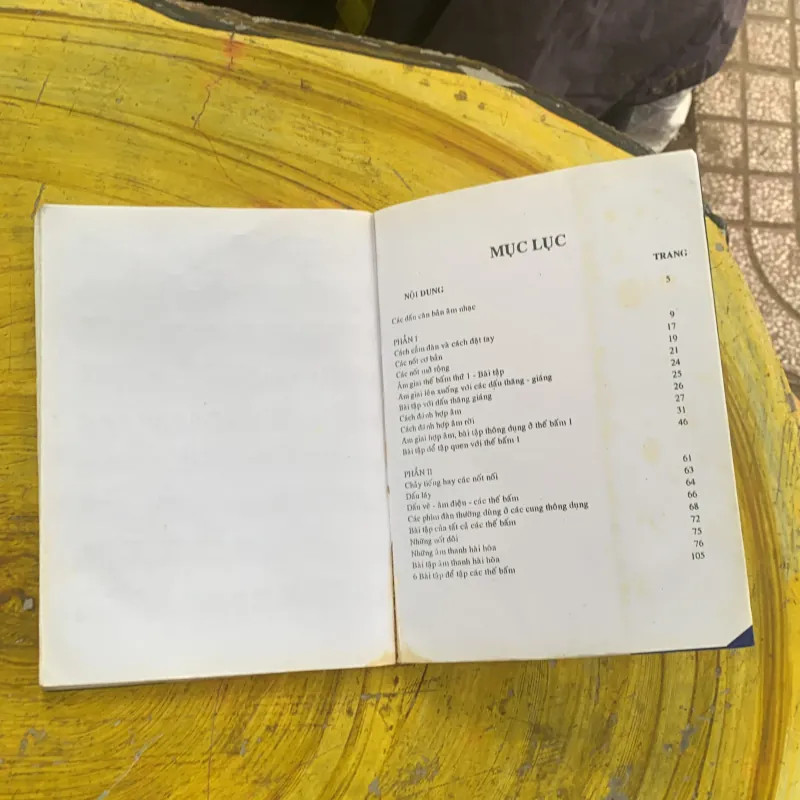 MỤC LỤC
NỘI DUNG TRANG
Các dấu căn bản âm nhạc 5
PHẦN I
Cách cầm đàn và cách đặt tay 9
Các nốt cơ bản 17
Các nốt mở rộng 19
Âm giai thế bấm thứ 1 - Bài tập 21
Âm giai lên xuống với các dấu thăng - giáng 24
Bài tập với dấu thăng giáng 25
Cách đánh hợp âm 26
Cách đánh hợp âm rời 27
Âm giai hợp âm, bài tập thông dụng ở thế bấm 1 31
Bài tập để tập quen với thế bấm 1 46
PHẦN II
Chảy tiếng hay các nốt nối 61
Dấu láy 63
Dấu vê - âm điệu - các thế bấm 64
Các phím đàn thường dùng ở các cung thông dụng 66
Bài tập của tất cả các thế bấm 68
Những nốt đôi 72
Những âm thanh hài hòa 75
Bài tập âm thanh hài hòa 76
6 Bài tập để tập các thế bấm 105